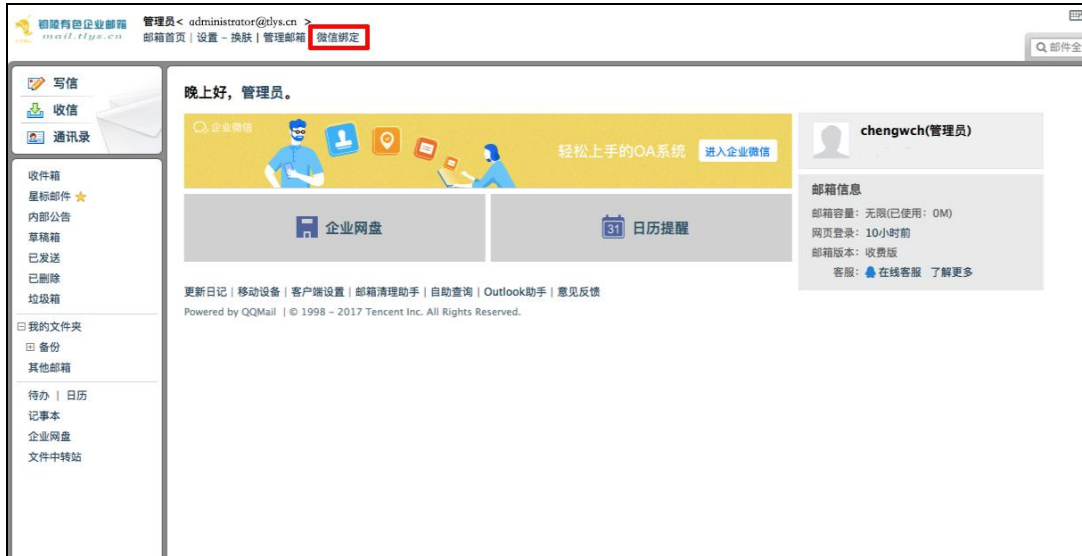 铜陵有色企业邮箱
mail.tlys.cn
管理员< administrator@tlys.cn >
邮箱首页 | 设置 - 换肤 | 管理邮箱 微信绑定
邮件全
写信
收信
通讯录
收件箱
星标邮件
内部公告
草稿箱
已发送
已删除
垃圾箱
我的文件夹
备份
其他邮箱
待办 | 日历
记事本
企业网盘
文件中转站
晚上好，管理员。
企业微信
轻松上手的OA系统 进入企业微信
企业网盘
31 日历提醒
更新日记 | 移动设备 | 客户端设置 | 邮箱清理助手 | 自助查询 | Outlook助手 | 意见反馈
Powered by QQMail | © 1998 - 2017 Tencent Inc. All Rights Reserved.
chengwch(管理员)
邮箱信息
邮箱容量：无限(已使用：0M)
网页登录：10小时前
邮箱版本：收费版
客服：在线客服 了解更多